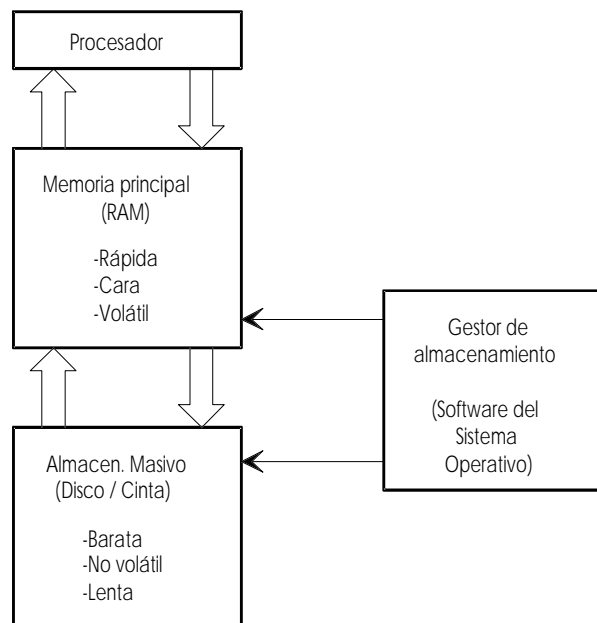 Procesador
Memoria principal
(RAM)
-Rápida
-Cara
-Volátil
Gestor de
almacenamiento
(Software del
Sistema
Operativo)
Almacen. Masivo
(Disco / Cinta)
-Barata
-No volátil
-Lenta